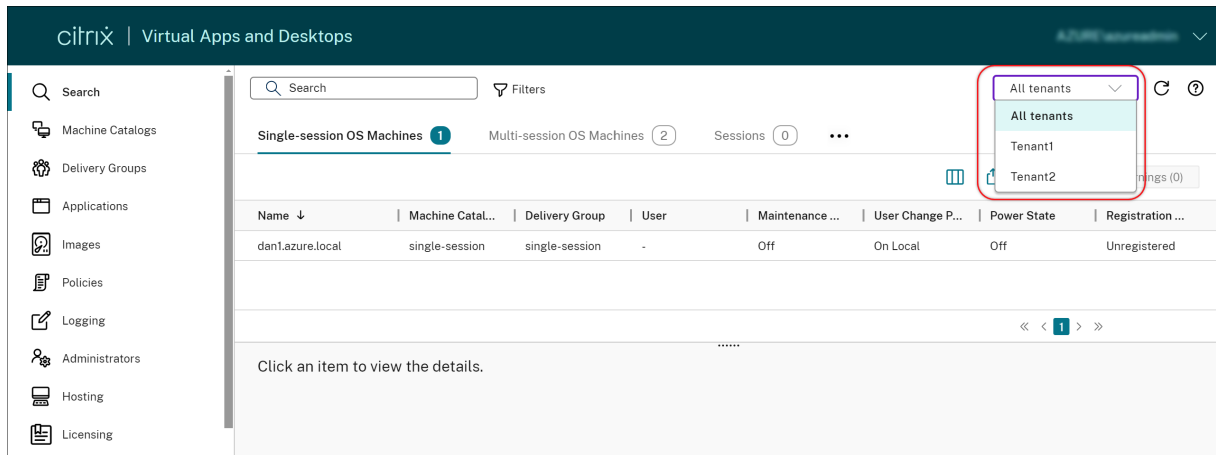 citrix | Virtual Apps and Desktops
Search
Machine Catalogs
Delivery Groups
Applications
Images
Policies
Logging
Administrators
Hosting
Licensing
Search
Filters
All tenants
All tenants
Tenant1
Tenant2
Single-session OS Machines 1 Multi-session OS Machines 2 Sessions 0
(0)
Name ↓ Machine Catal... Delivery Group User Maintenance ... User Change P... Power State Registration ...
dan1.azure.local single-session single-session - Off On Local Off Unregistered
« < 1 > »
Click an item to view the details.